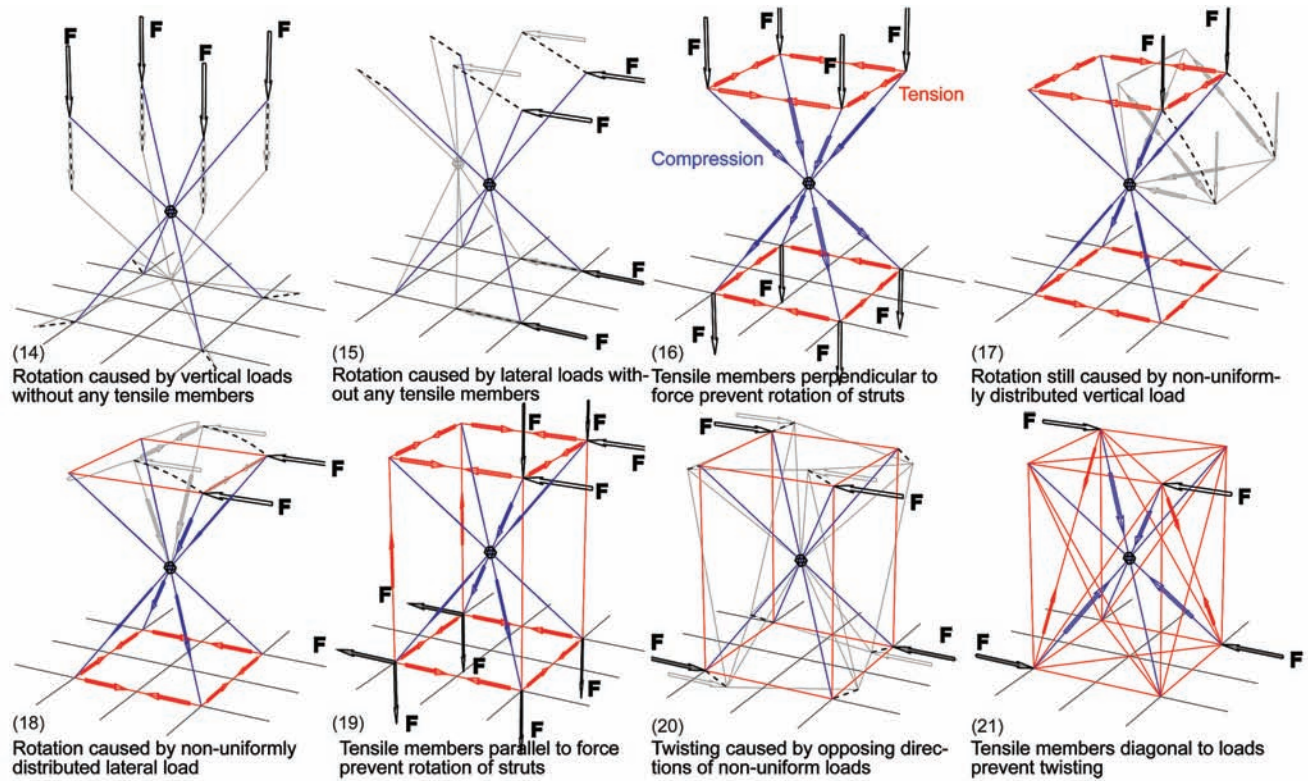 F
F
F
F
(14)
Rotation caused by vertical loads
without any tensile members
F
F
F
F
(15)
Rotation caused by lateral loads with-
out any tensile members
F
F
F
F
Tension
Compression
F
F
F
F
(16)
Tensile members perpendicular to
force prevent rotation of struts
F
F
(17)
Rotation still caused by non-uniform-
ly distributed vertical load
F
F
(18)
Rotation caused by non-uniformly
distributed lateral load
F
F
F
F
F
F
F
F
F
F
(19)
Tensile members parallel to force
prevent rotation of struts
F
F
F
F
(20)
Twisting caused by opposing direc-
tions of non-uniform loads
F
F
F
F
(21)
Tensile members diagonal to loads
prevent twisting